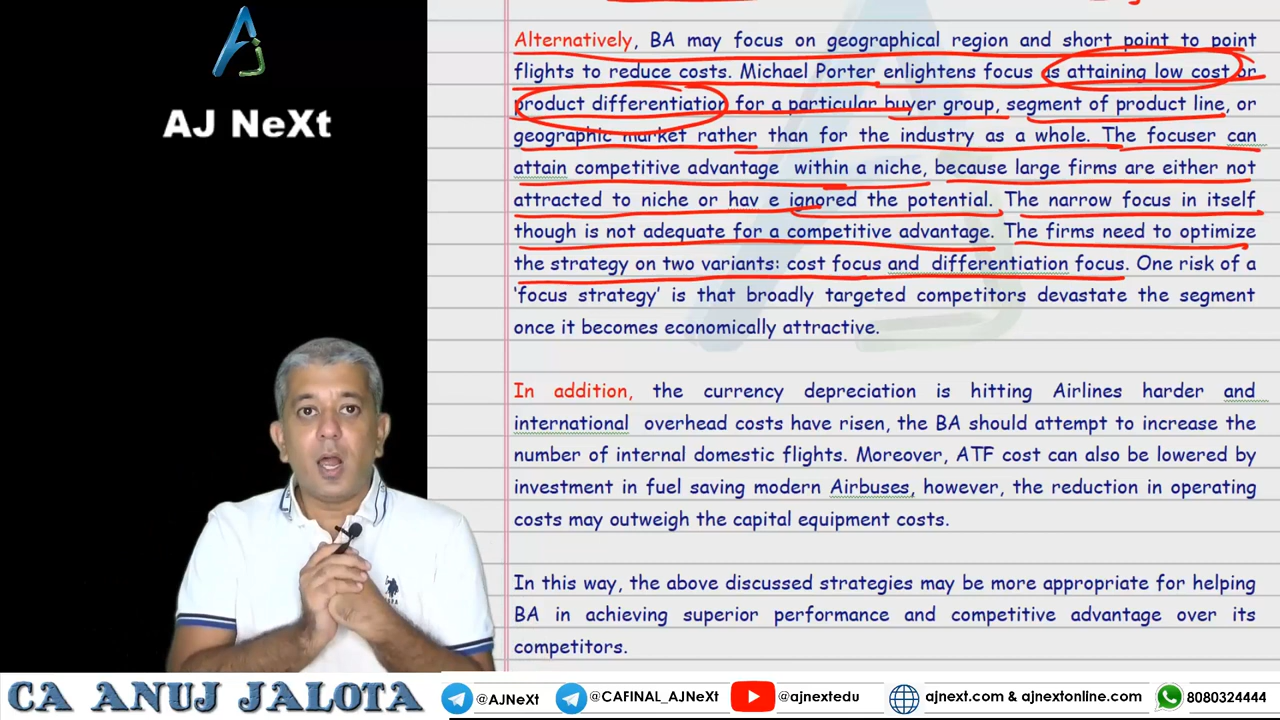 AJ NeXt
Alternatively, BA may focus on geographical region and short point to point
flights to reduce costs. Michael Porter enlightens focus as attaining low cost or
product differentiation for a particular buyer group, segment of product line, or
geographic market rather than for the industry as a whole. The focuser can
attain competitive advantage within a niche, because large firms are either not
attracted to niche or hav e ignored the potential. The narrow focus in itself
though is not adequate for a competitive advantage. The firms need to optimize
the strategy on two variants: cost focus and differentiation focus. One risk of a
'focus strategy' is that broadly targeted competitors devastate the segment
once it becomes economically attractive.
In addition, the currency depreciation is hitting Airlines harder and
international overhead costs have risen, the BA should attempt to increase the
number of internal domestic flights. Moreover, ATF cost can also be lowered by
investment in fuel saving modern Airbuses, however, the reduction in operating
costs may outweigh the capital equipment costs.
In this way, the above discussed strategies may be more appropriate for helping
BA in achieving superior performance and competitive advantage over its
competitors.
CA ANUJ JALOTA @AJNeXt @CAFINAL_AJNeXt @ajnextedu ajnext.com & ajnextonline.com 8080324444